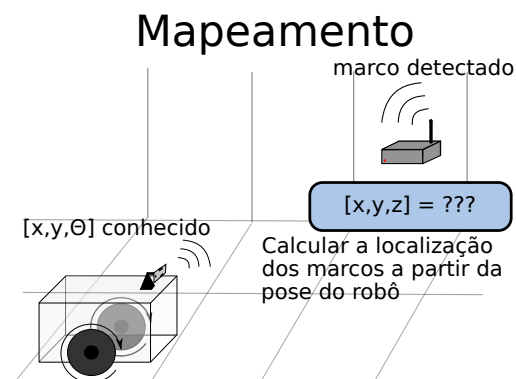 Mapeamento
marco detectado
[x,y,z] = ???
[x,y,Θ] conhecido
Calcular a localização
dos marcos a partir da
pose do robô